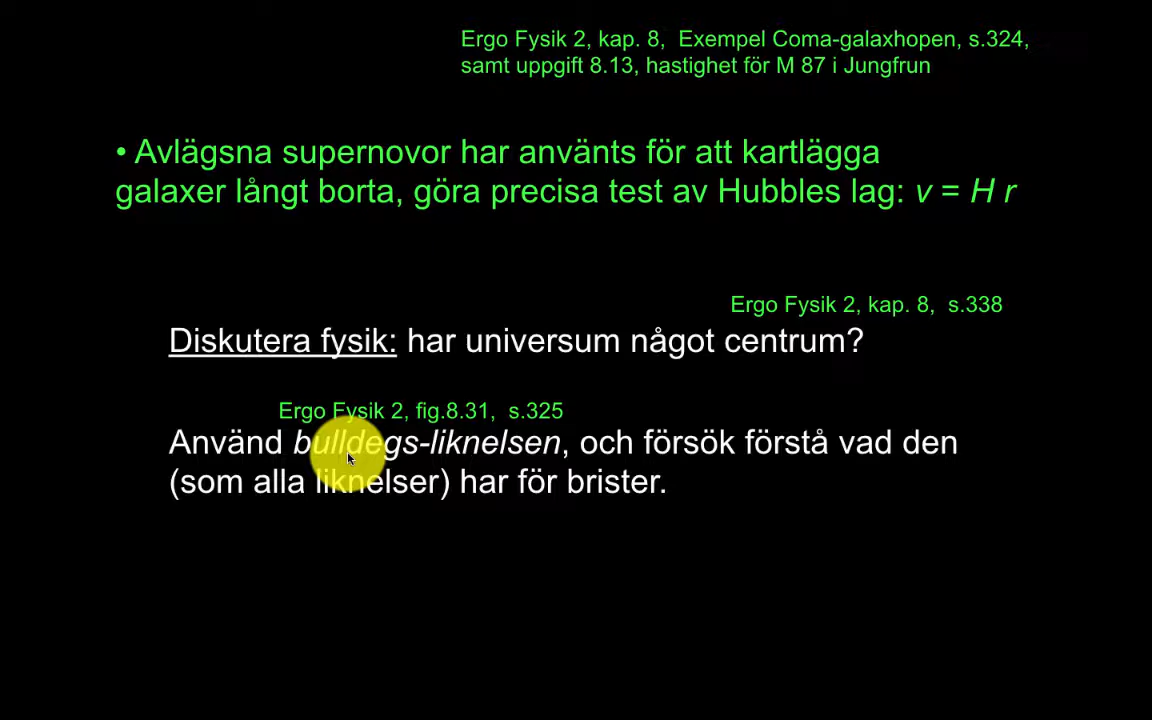 Ergo Fysik 2, kap. 8,  Exempel Coma-galaxhopen, s.324,
samt uppgift 8.13, hastighet för M 87 i Jungfrun
• Avlägsna supernovor har använts för att kartlägga
galaxer långt borta, göra precisa test av Hubbles lag: v = H r
Ergo Fysik 2, kap. 8,  s.338
Diskutera fysik: har universum något centrum?
Ergo Fysik 2, fig.8.31,  s.325
Använd bulldegs-liknelsen, och försök förstå vad den
(som alla liknelser) har för brister.